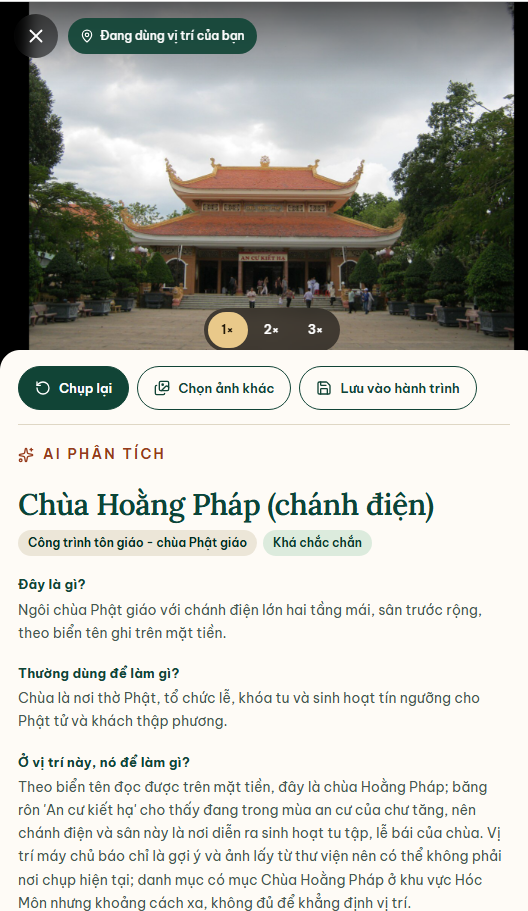 Đang dùng vị trí của bạn
AN CƯ KIẾT HẠ
1×
2×
3×
Chụp lại
Chọn ảnh khác
Lưu vào hành trình
AI PHÂN TÍCH
Chùa Hoằng Pháp (chánh điện)
Công trình tôn giáo - chùa Phật giáo
Khá chắc chắn
Đây là gì?
Ngôi chùa Phật giáo với chánh điện lớn hai tầng mái, sân trước rộng,
theo biển tên ghi trên mặt tiền.
Thường dùng để làm gì?
Chùa là nơi thờ Phật, tổ chức lễ, khóa tu và sinh hoạt tín ngưỡng cho
Phật tử và khách thập phương.
Ở vị trí này, nó để làm gì?
Theo biển tên đọc được trên mặt tiền, đây là chùa Hoằng Pháp; băng
rôn 'An cư kiết hạ' cho thấy đang trong mùa an cư của chư tăng, nên
chánh điện và sân này là nơi diễn ra sinh hoạt tu tập, lễ bái của chùa. Vị
trí máy chủ báo chỉ là gợi ý và ảnh lấy từ thư viện nên có thể không phải
nơi chụp hiện tại; danh mục có mục Chùa Hoằng Pháp ở khu vực Hóc
Môn nhưng khoảng cách xa, không đủ để khẳng định vị trí.